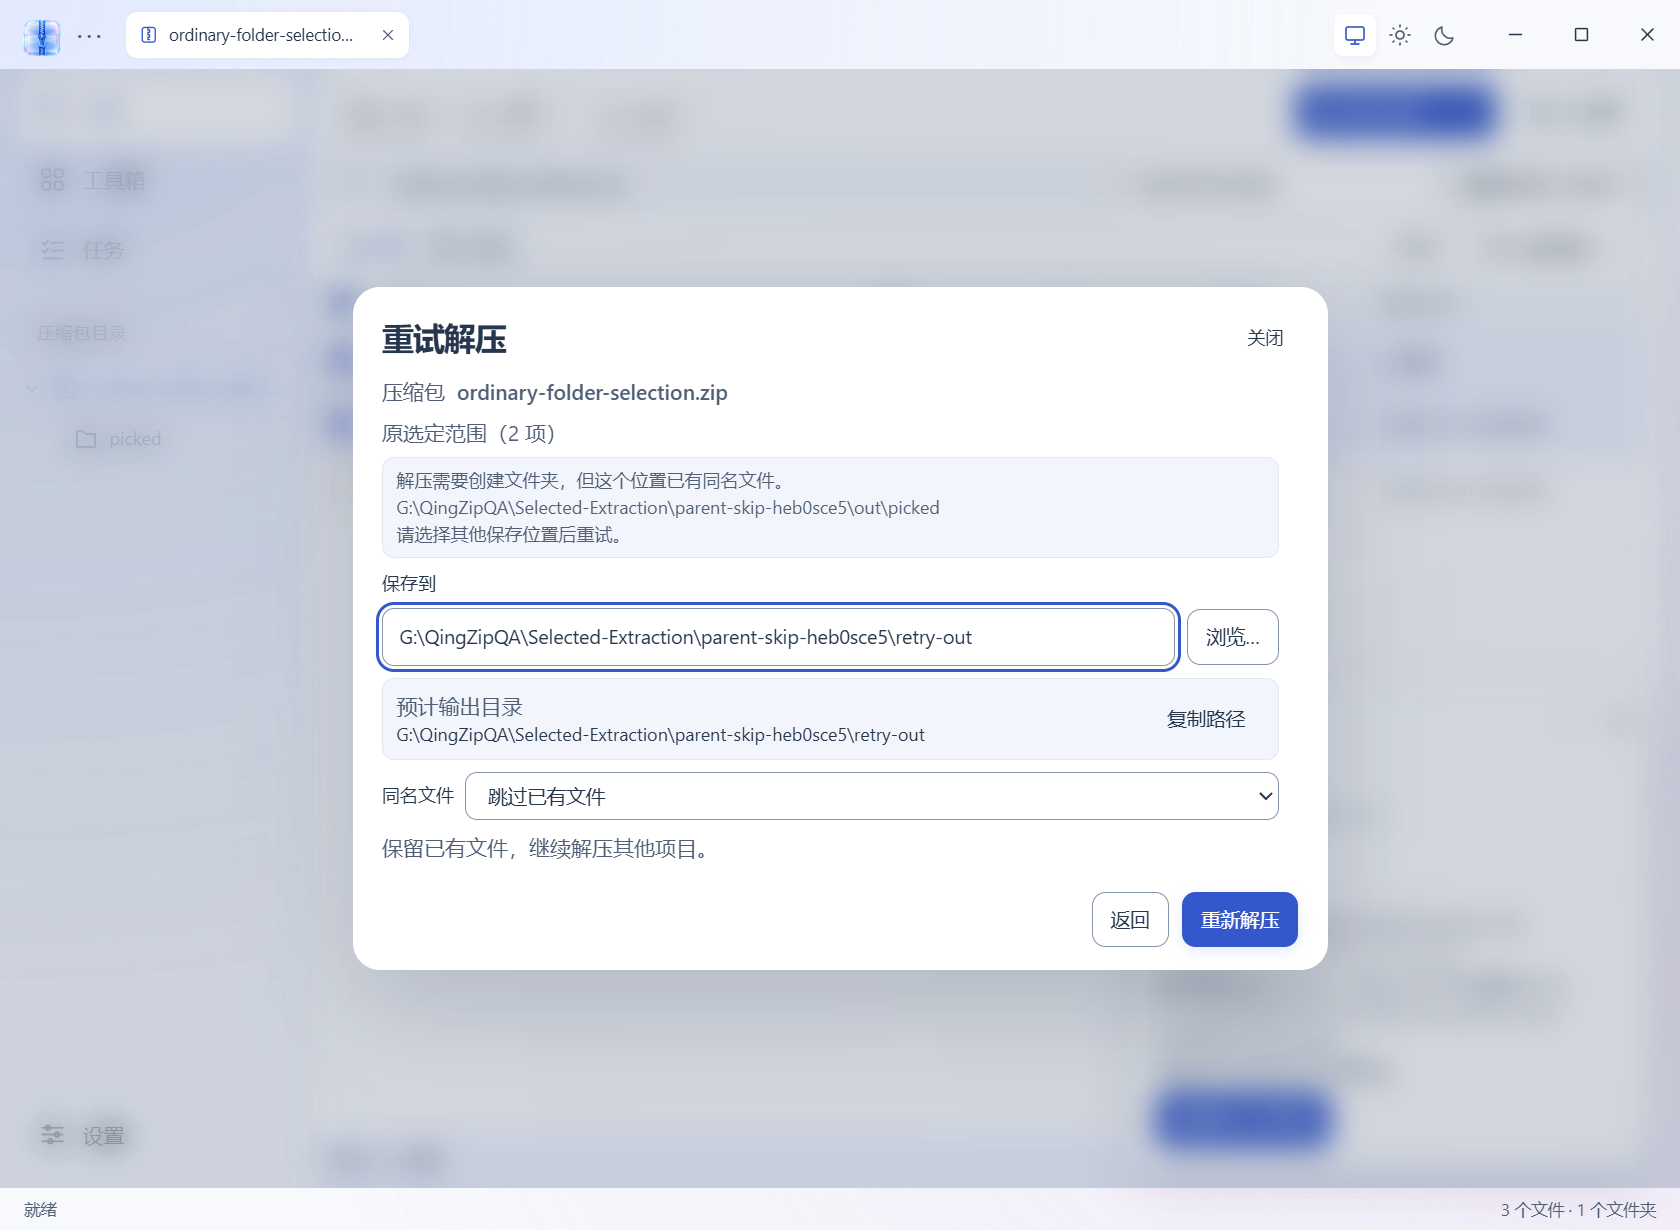 ordinary-folder-selectio...
工具箱
任务
压缩包目录
picked
重试解压
关闭
压缩包 ordinary-folder-selection.zip
原选定范围（2 项）
解压需要创建文件夹，但这个位置已有同名文件。
G:\QingZipQA\Selected-Extraction\parent-skip-heb0sce5\out\picked
请选择其他保存位置后重试。
保存到
G:\QingZipQA\Selected-Extraction\parent-skip-heb0sce5\retry-out
浏览...
预计输出目录
G:\QingZipQA\Selected-Extraction\parent-skip-heb0sce5\retry-out
复制路径
同名文件 跳过已有文件
保留已有文件，继续解压其他项目。
返回
重新解压
设置
就绪
3 个文件 · 1 个文件夹